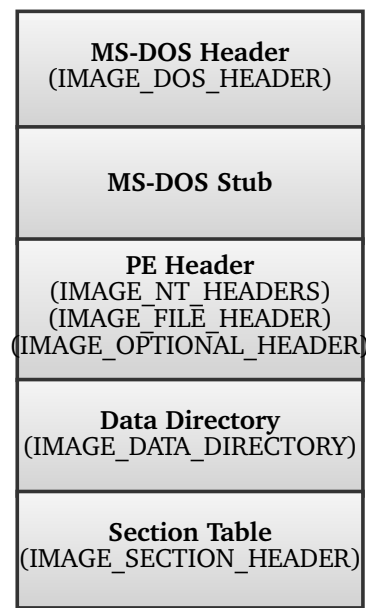 MS-DOS Header
(IMAGE_DOS_HEADER)
MS-DOS Stub
PE Header
(IMAGE_NT_HEADERS)
(IMAGE_FILE_HEADER)
(IMAGE_OPTIONAL_HEADER)
Data Directory
(IMAGE_DATA_DIRECTORY)
Section Table
(IMAGE_SECTION_HEADER)